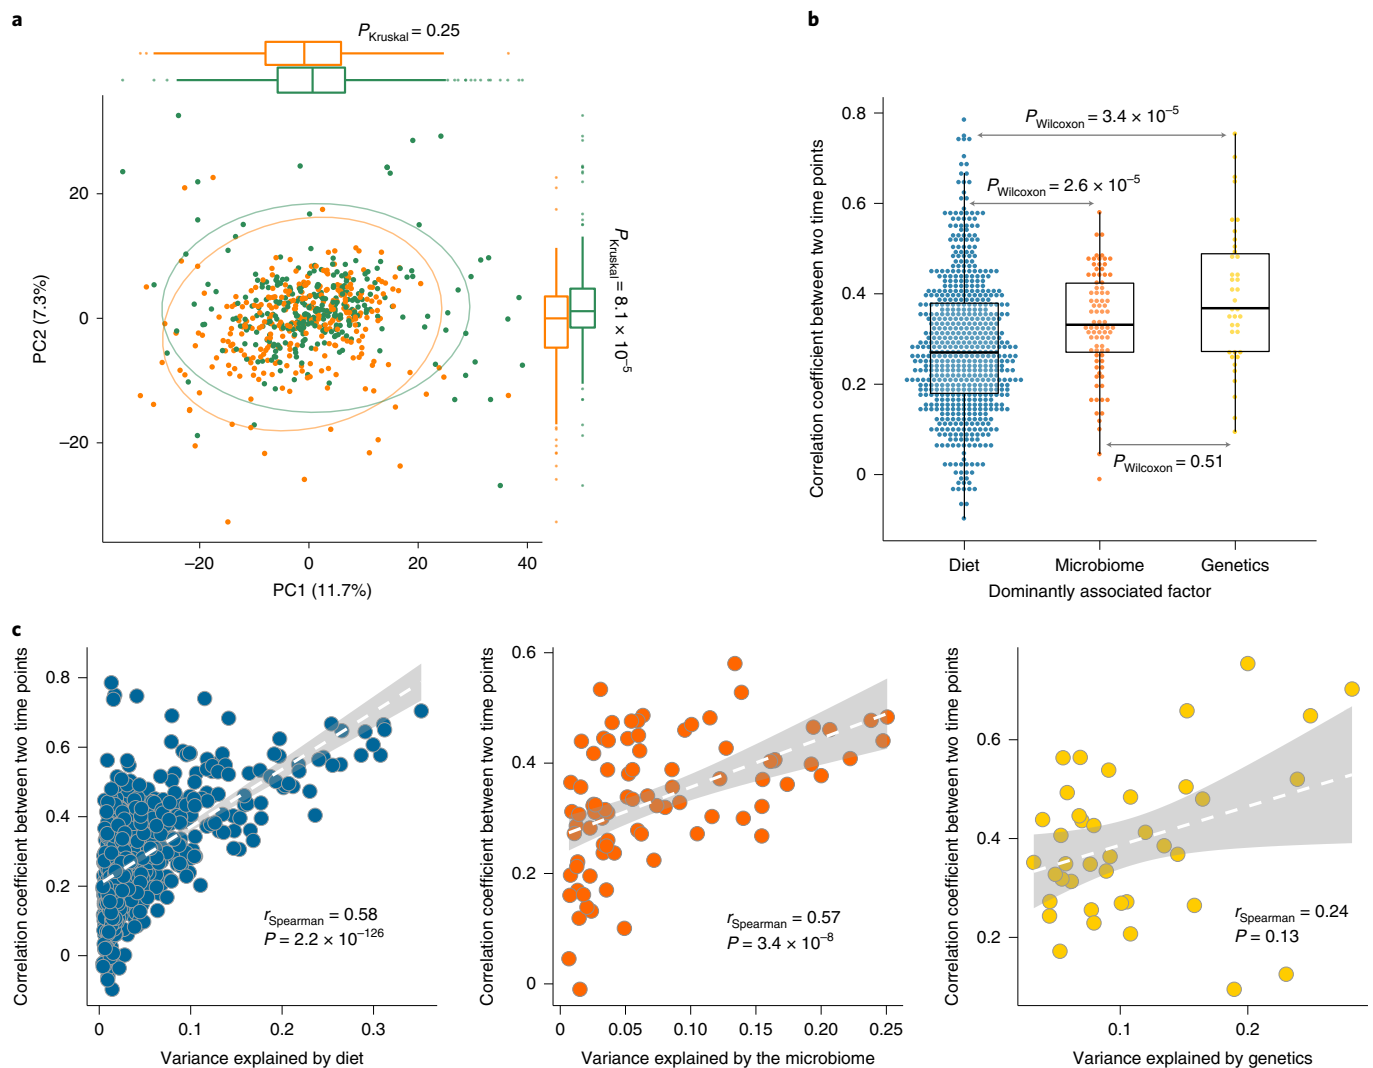 a
P_Kruskal = 0.25
20
0
–20
PC2 (7.3%)
–20
0
20
40
PC1 (11.7%)
P_Kruskal = 8.1 × 10^–5
b
Correlation coefficient between two time points
0.8
0.6
0.4
0.2
0
P_Wilcoxon = 3.4 × 10^–5
P_Wilcoxon = 2.6 × 10^–5
P_Wilcoxon = 0.51
Diet
Microbiome
Genetics
Dominantly associated factor
c
Correlation coefficient between two time points
0.8
0.6
0.4
0.2
0
r_Spearman = 0.58
P = 2.2 × 10^–126
0
0.1
0.2
0.3
Variance explained by diet
Correlation coefficient between two time points
0.6
0.4
0.2
0
r_Spearman = 0.57
P = 3.4 × 10^–8
0
0.05
0.10
0.15
0.20
0.25
Variance explained by the microbiome
Correlation coefficient between two time points
0.6
0.4
0.2
r_Spearman = 0.24
P = 0.13
0.1
0.2
Variance explained by genetics